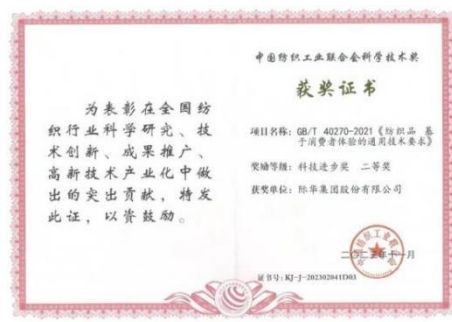 为表彰在全国纺
织行业科学研究、技
术创新、成果推广、
高新技术产业化中做
出的突出贡献，特发
此证，以资鼓励。
中国纺织工业联合会科学技术奖
获奖证书
项目名称：GB/T 40270-2021《纺织品 基
于消费者体验的通用技术要求》
奖励等级：科技进步奖 二等奖
获奖单位：际华集团股份有限公司
二〇二三年十一月
证书号：KJ-J-202302041D03